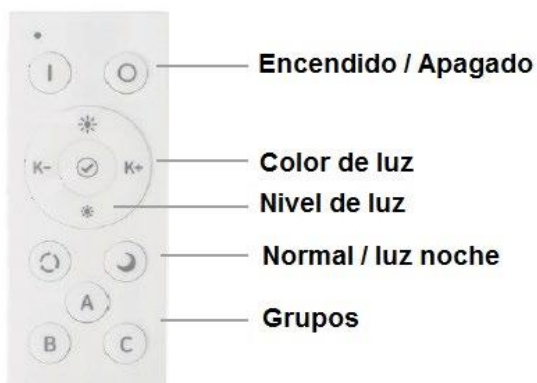 I O Encendido / Apagado
K- K+ Color de luz
Nivel de luz
Normal / luz noche
A
Grupos
B C